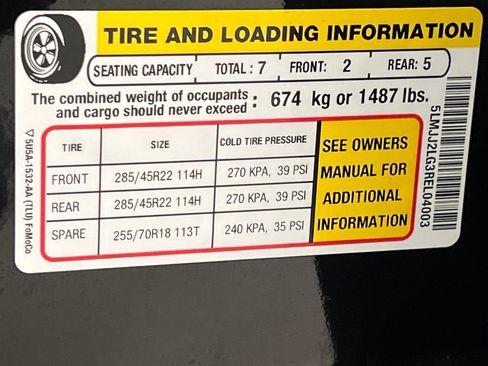 TIRE AND LOADING INFORMATION
SEATING CAPACITY TOTAL : 7 FRONT: 2 REAR: 5
The combined weight of occupants
and cargo should never exceed : 674 kg or 1487 lbs.
TIRE SIZE COLD TIRE PRESSURE
FRONT 285/45R22 114H 270 KPA, 39 PSI
REAR 285/45R22 114H 270 KPA, 39 PSI
SPARE 255/70R18 113T 240 KPA, 35 PSI
SEE OWNERS
MANUAL FOR
ADDITIONAL
INFORMATION
5LMJJ2LG3REL04003
▽ 5U5A-1532-AA (TLU) FoMoCo